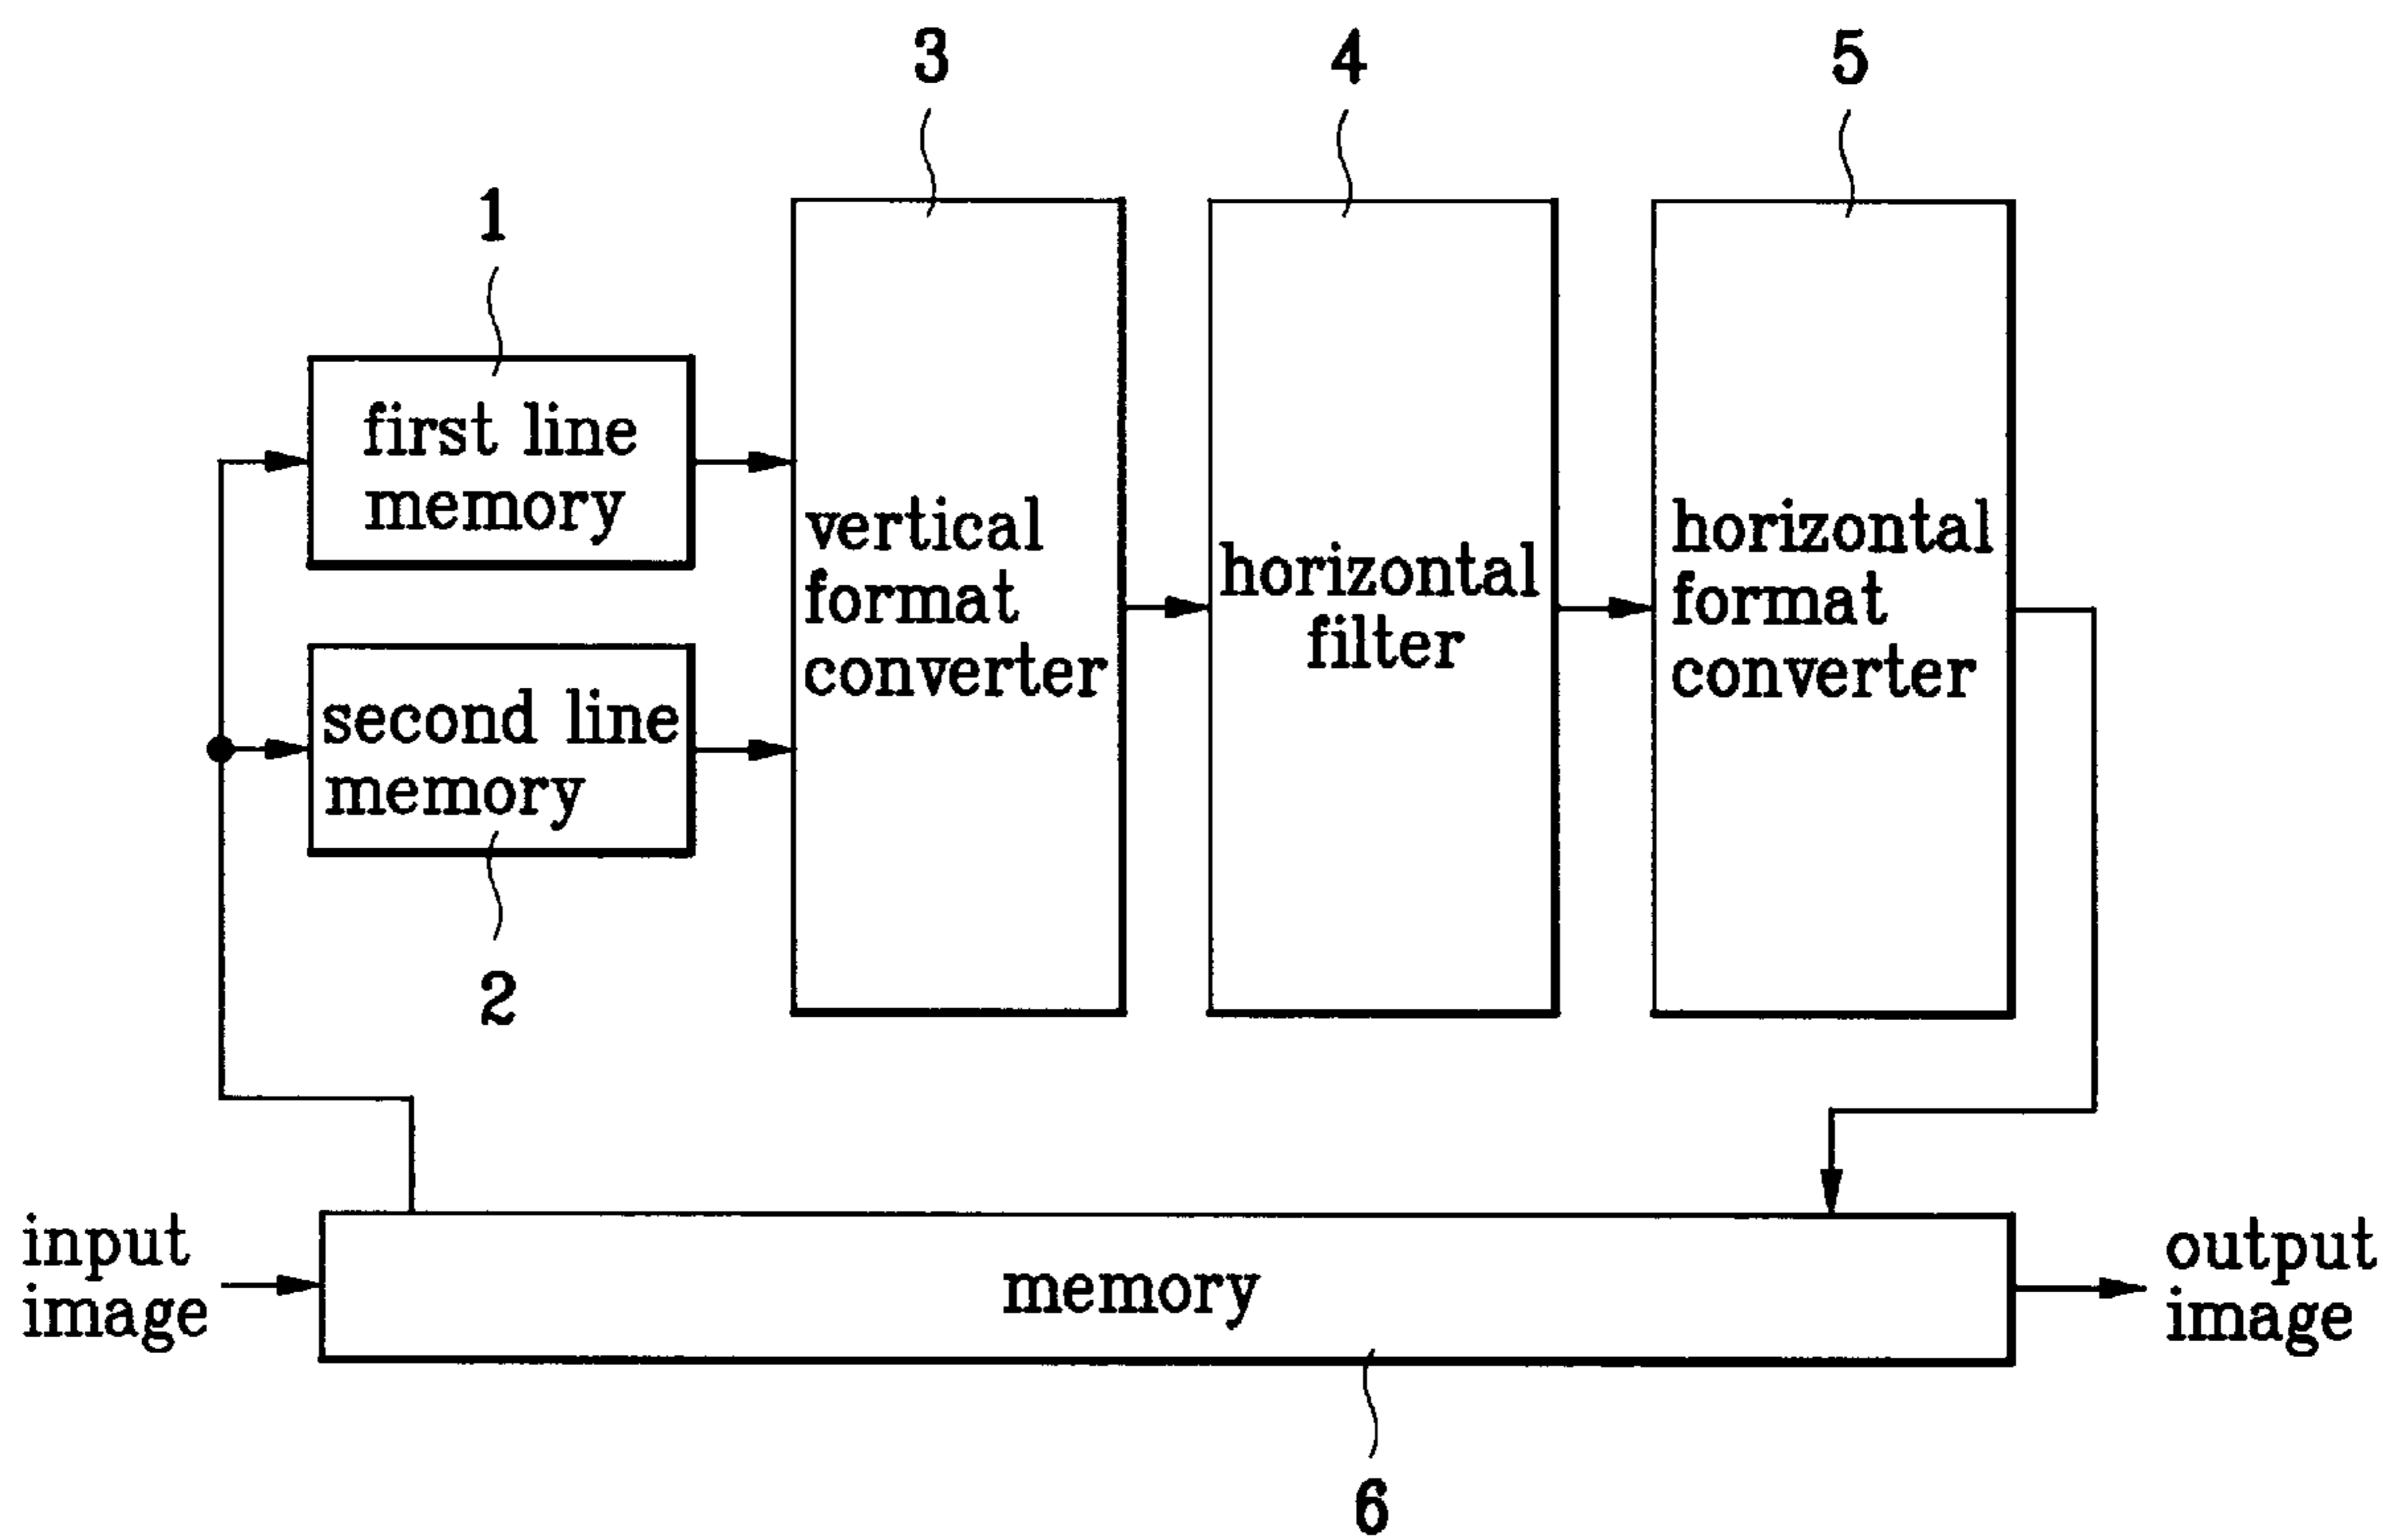 3
4
5
1
first line
memory
vertical
format
converter
horizontal
filter
horizontal
format
converter
second line
memory
2
input
image
memory
output
image
6